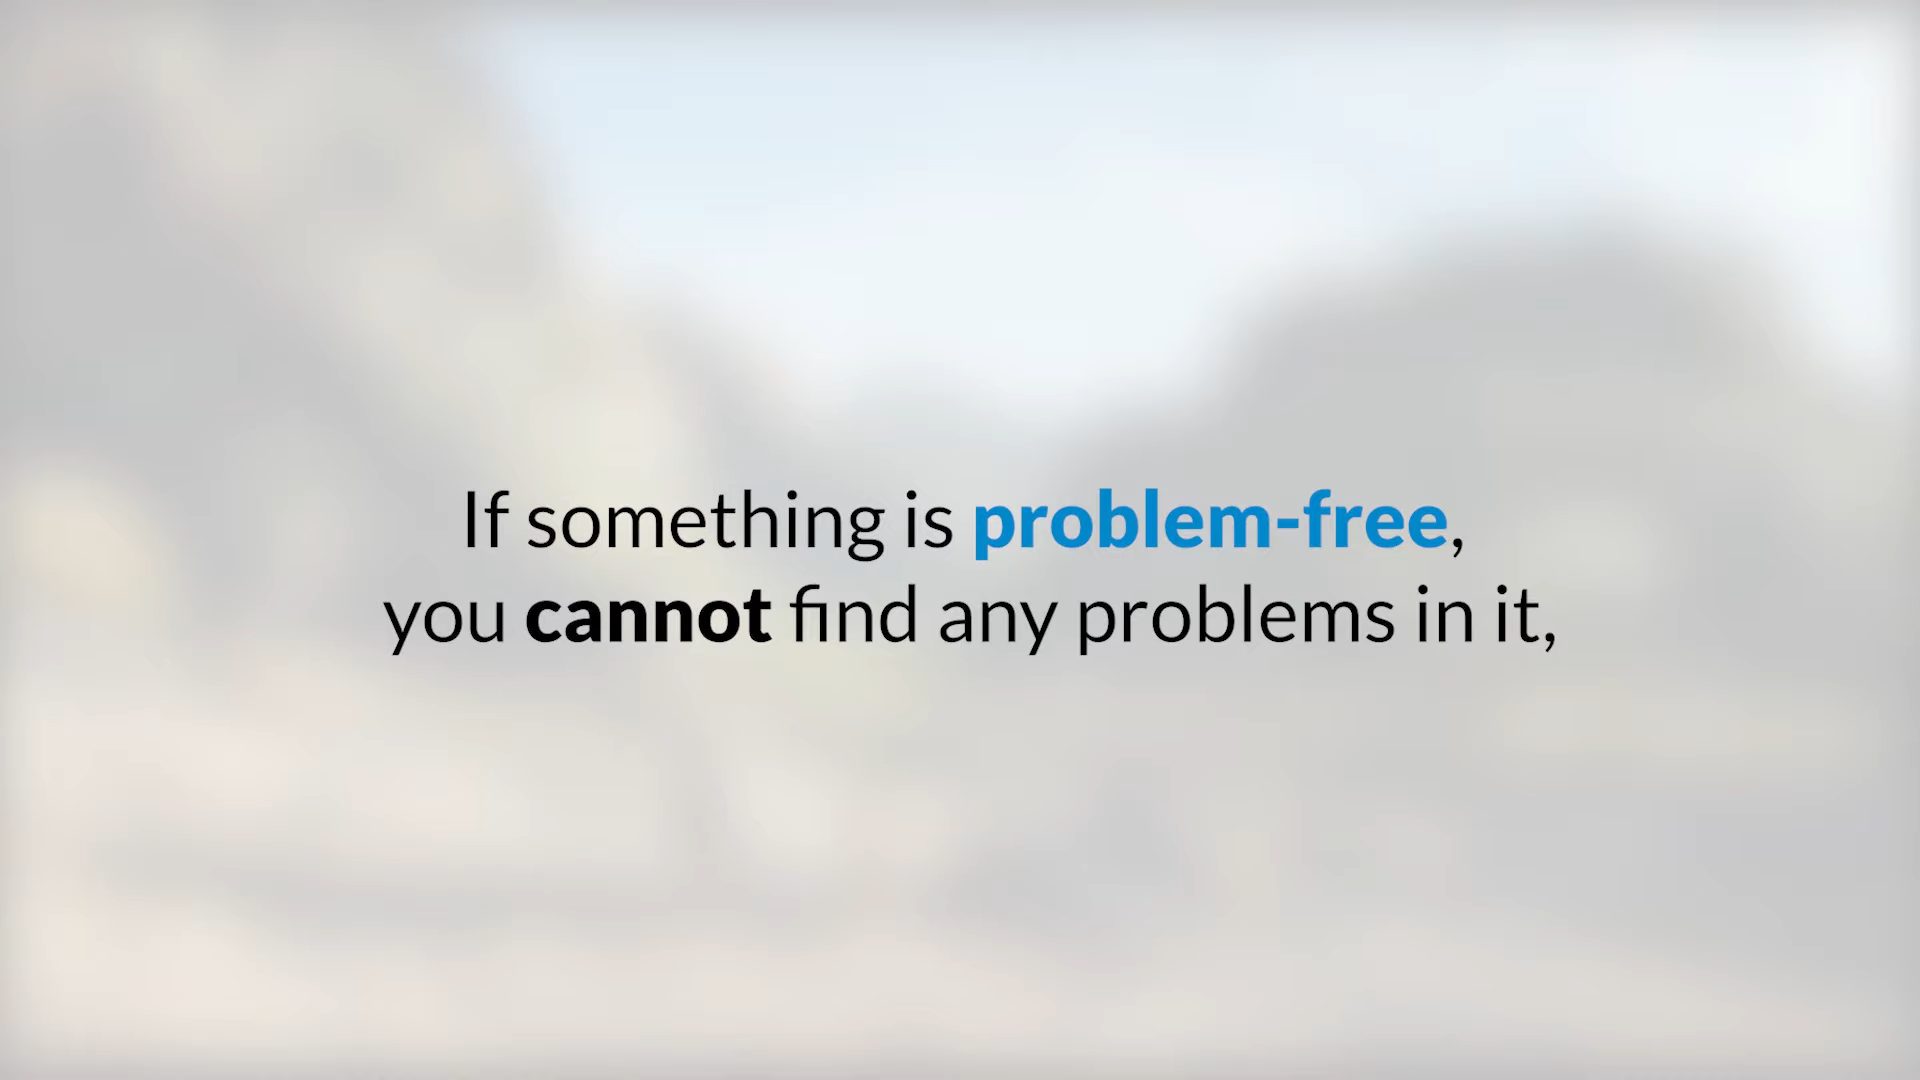 If something is problem-free,
you cannot find any problems in it,